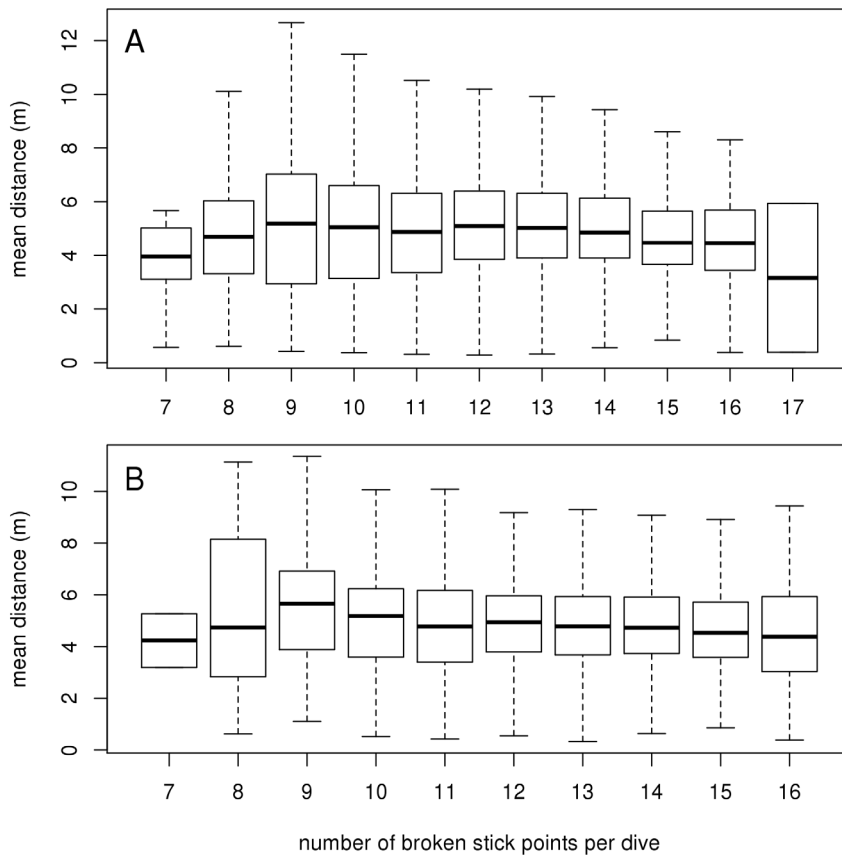 A
mean distance (m)
12
10
8
6
4
2
0
7 8 9 10 11 12 13 14 15 16 17
B
mean distance (m)
10
8
6
4
2
0
7 8 9 10 11 12 13 14 15 16
number of broken stick points per dive